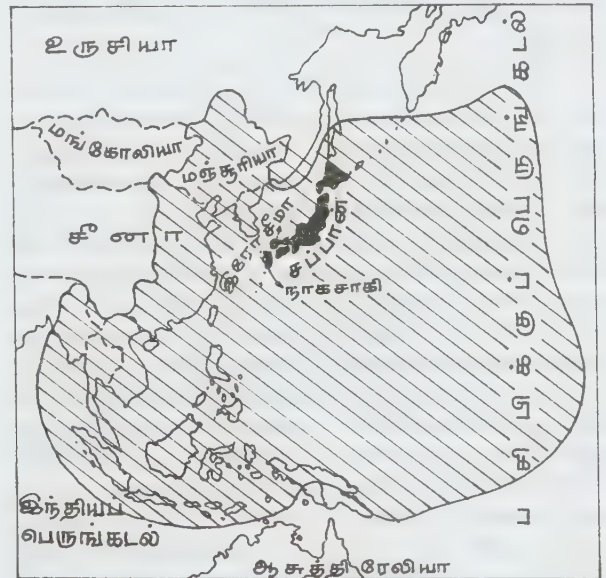 உருசியா
மங்கோலியா
மஞ்சூரியா
சீனா
ஹிரோசீமா
சப்பான்
நாகசாகி
பசிபிக்குப் பெருங்கடல்
இந்தியப்
பெருங்கடல்
ஆசுத்திரேலியா